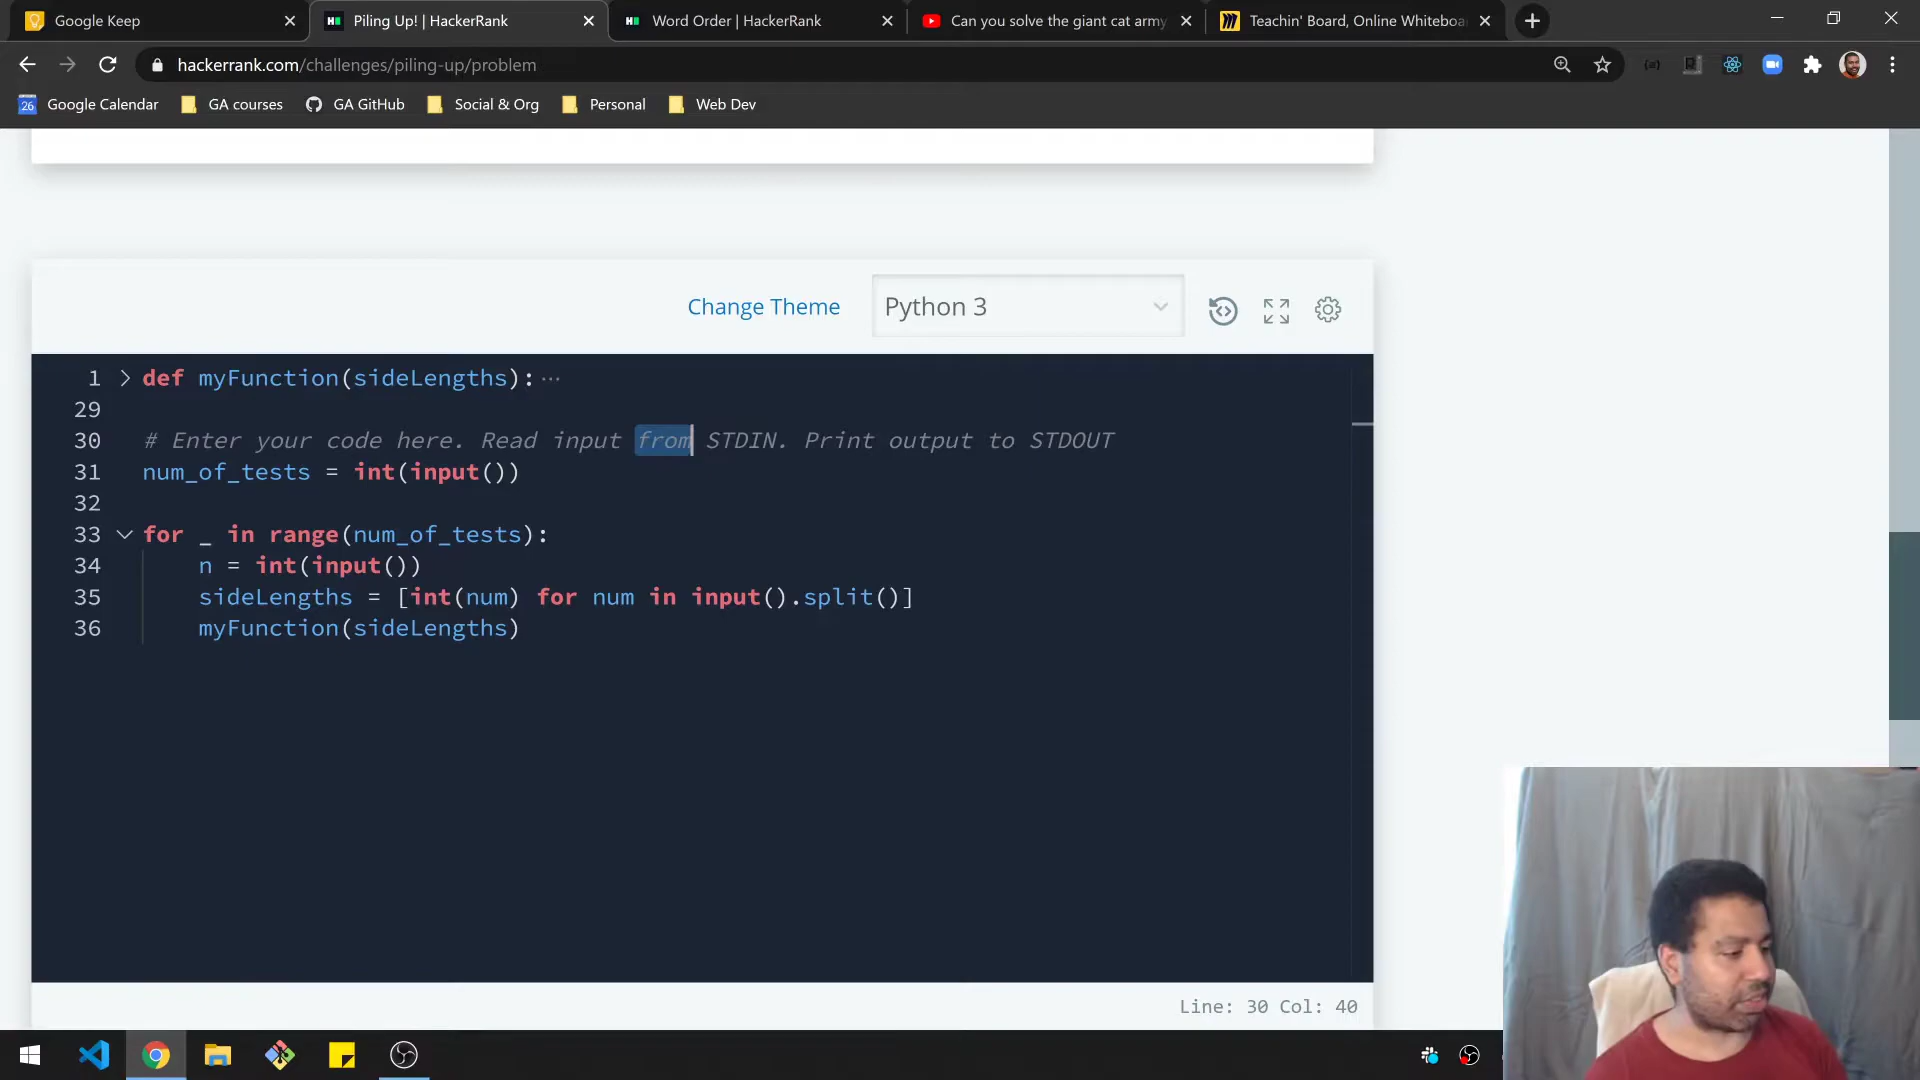 Google Keep
Piling Up! | HackerRank
Word Order | HackerRank
Can you solve the giant cat army
Teachin' Board, Online Whiteboa
hackerrank.com/challenges/piling-up/problem
26 Google Calendar
GA courses
GA GitHub
Social & Org
Personal
Web Dev
Change Theme
Python 3
1 def myFunction(sideLengths):···
29
30 # Enter your code here. Read input from STDIN. Print output to STDOUT
31 num_of_tests = int(input())
32
33 for _ in range(num_of_tests):
34 n = int(input())
35 sideLengths = [int(num) for num in input().split()]
36 myFunction(sideLengths)
Line: 30 Col: 40